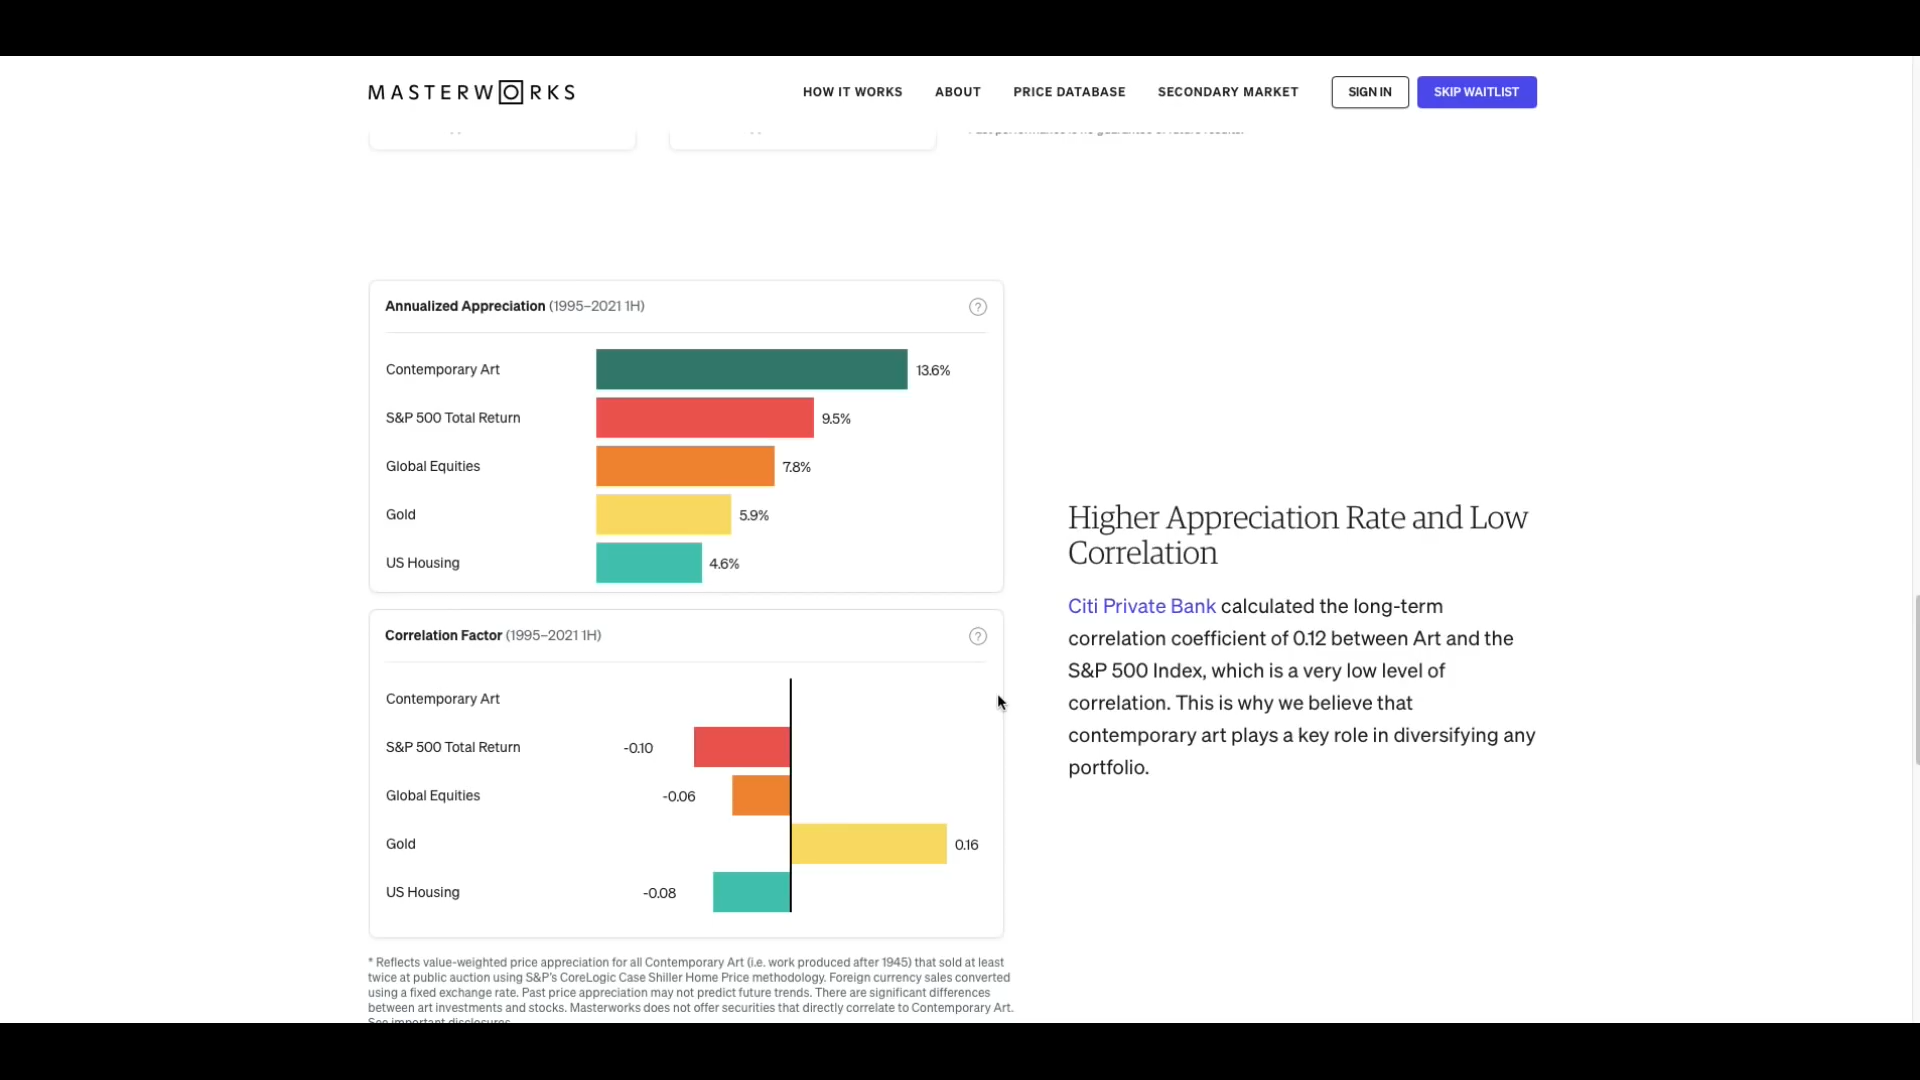 MASTERWORKS
HOW IT WORKS
ABOUT
PRICE DATABASE
SECONDARY MARKET
SIGN IN
SKIP WAITLIST
Annualized Appreciation (1995–2021 1H)
?
Contemporary Art
13.6%
S&P 500 Total Return
9.5%
Global Equities
7.8%
Gold
5.9%
US Housing
4.6%
Correlation Factor (1995–2021 1H)
?
Contemporary Art
S&P 500 Total Return
-0.10
Global Equities
-0.06
Gold
0.16
US Housing
-0.08
* Reflects value-weighted price appreciation for all Contemporary Art (i.e. work produced after 1945) that sold at least
twice at public auction using S&P's CoreLogic Case Shiller Home Price methodology. Foreign currency sales converted
using a fixed exchange rate. Past price appreciation may not predict future trends. There are significant differences
between art investments and stocks. Masterworks does not offer securities that directly correlate to Contemporary Art.
See important disclosures
Higher Appreciation Rate and Low
Correlation
Citi Private Bank calculated the long-term
correlation coefficient of 0.12 between Art and the
S&P 500 Index, which is a very low level of
correlation. This is why we believe that
contemporary art plays a key role in diversifying any
portfolio.